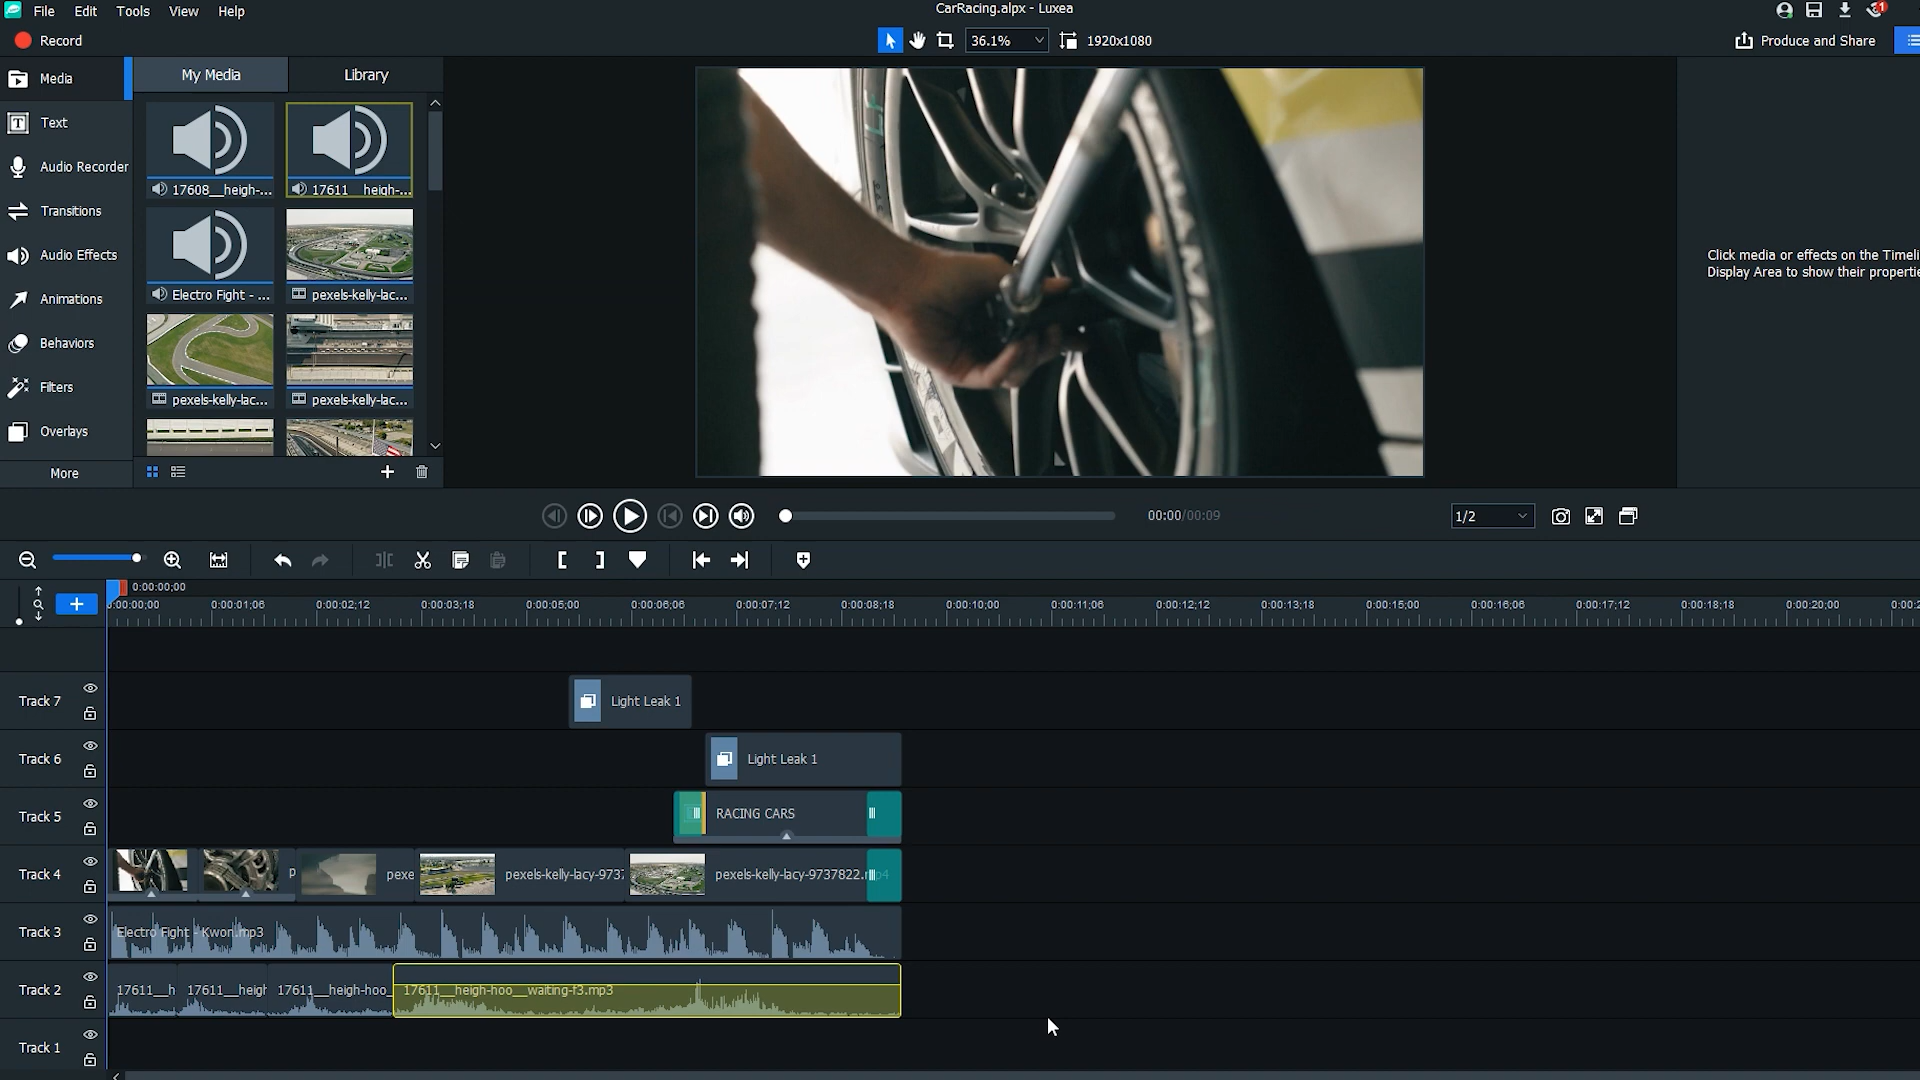 File Edit Tools View Help
CarRacing.alpx - Luxea
1
Record
36.1%
1920x1080
Produce and Share
Media
My Media
Library
Text
Audio Recorder
17608__heigh-...
17611__heigh-...
Transitions
Audio Effects
Electro Fight - ...
pexels-kelly-lac...
Animations
Behaviors
Filters
pexels-kelly-lac...
pexels-kelly-lac...
Overlays
More
Click media or effects on the Timeli
Display Area to show their propertie
00:00/00:09
1/2
0:00:00;00
0:00:00;00 0:00:01;06 0:00:02;12 0:00:03;18 0:00:05;00 0:00:06;06 0:00:07;12 0:00:08;18 0:00:10;00 0:00:11;06 0:00:12;12 0:00:13;18 0:00:15;00 0:00:16;06 0:00:17;12 0:00:18;18 0:00:20;00 0:00:2
Track 7
Light Leak 1
Track 6
Light Leak 1
Track 5
RACING CARS
Track 4
p
pexe
pexels-kelly-lacy-973
pexels-kelly-lacy-9737822.mp4
Track 3
Electro Fight - Kwon.mp3
Track 2
17611__h
17611__heigh
17611__heigh-hoo_
17611__heigh-hoo__waiting-f3.mp3
Track 1